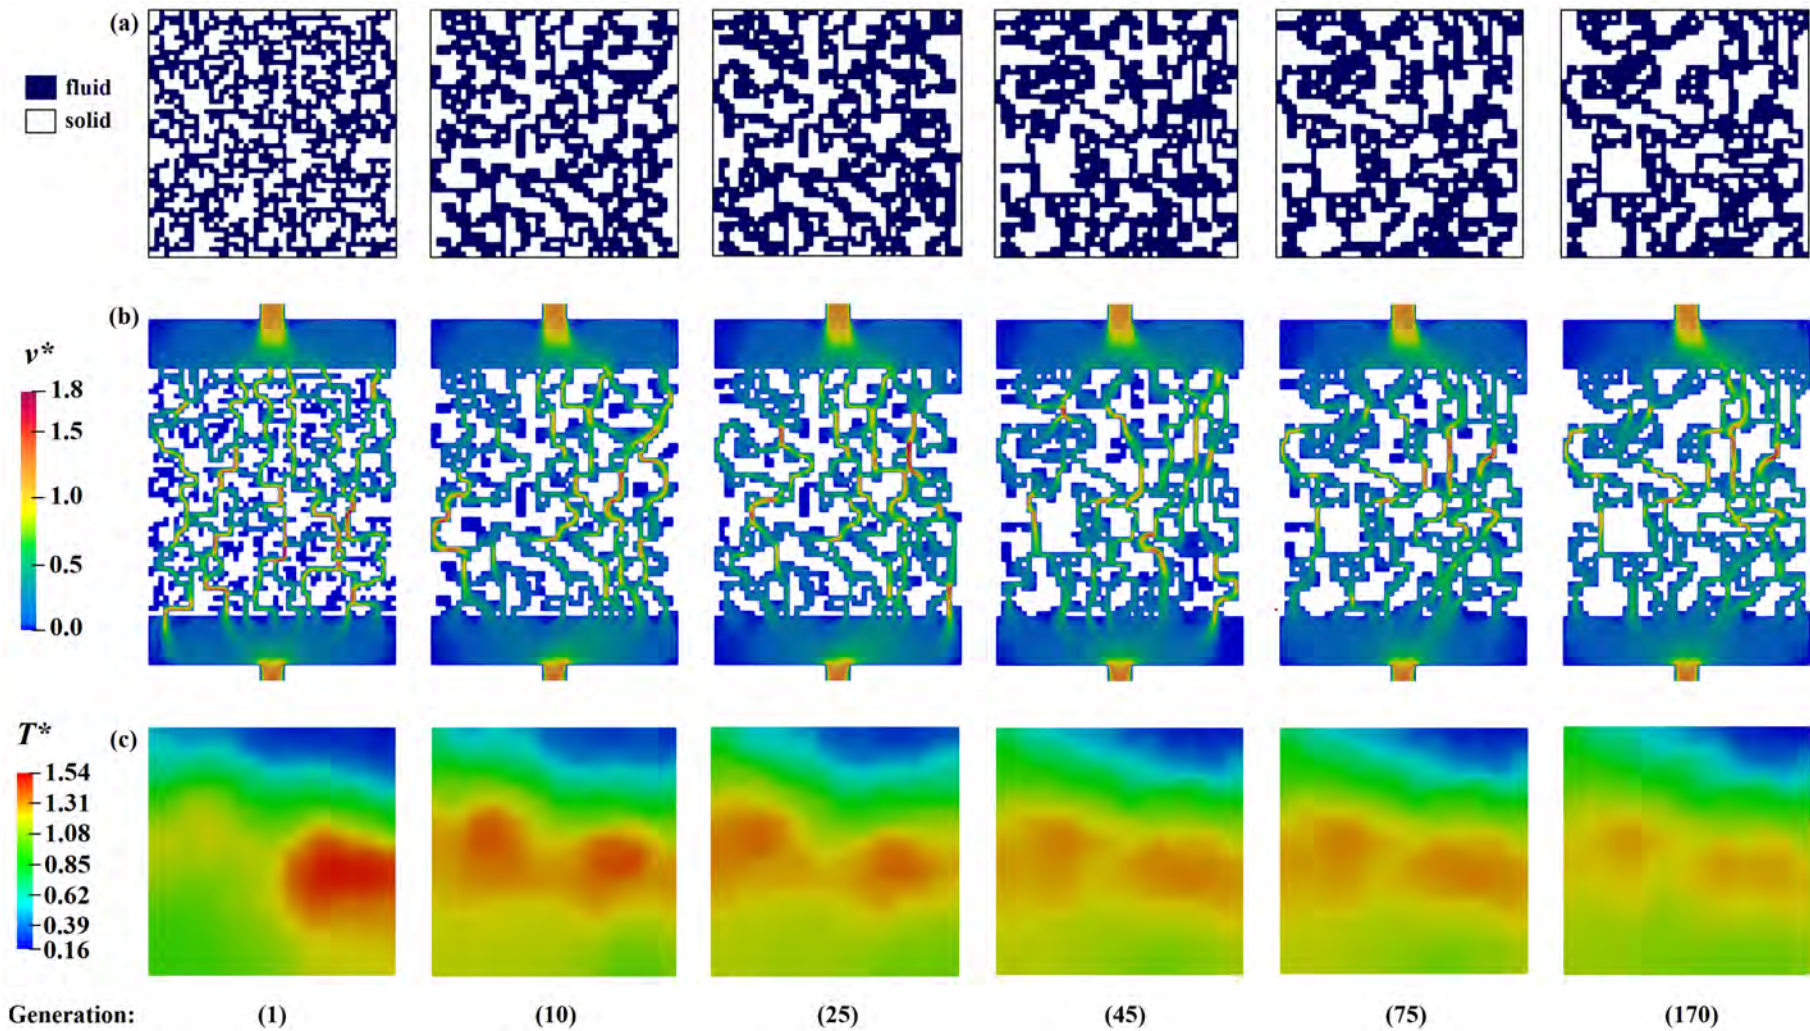 (a)
fluid
solid
(b)
v*
1.8
1.5
1.0
0.5
0.0
T*
(c)
1.54
1.31
1.08
0.85
0.62
0.39
0.16
Generation: (1) (10) (25) (45) (75) (170)